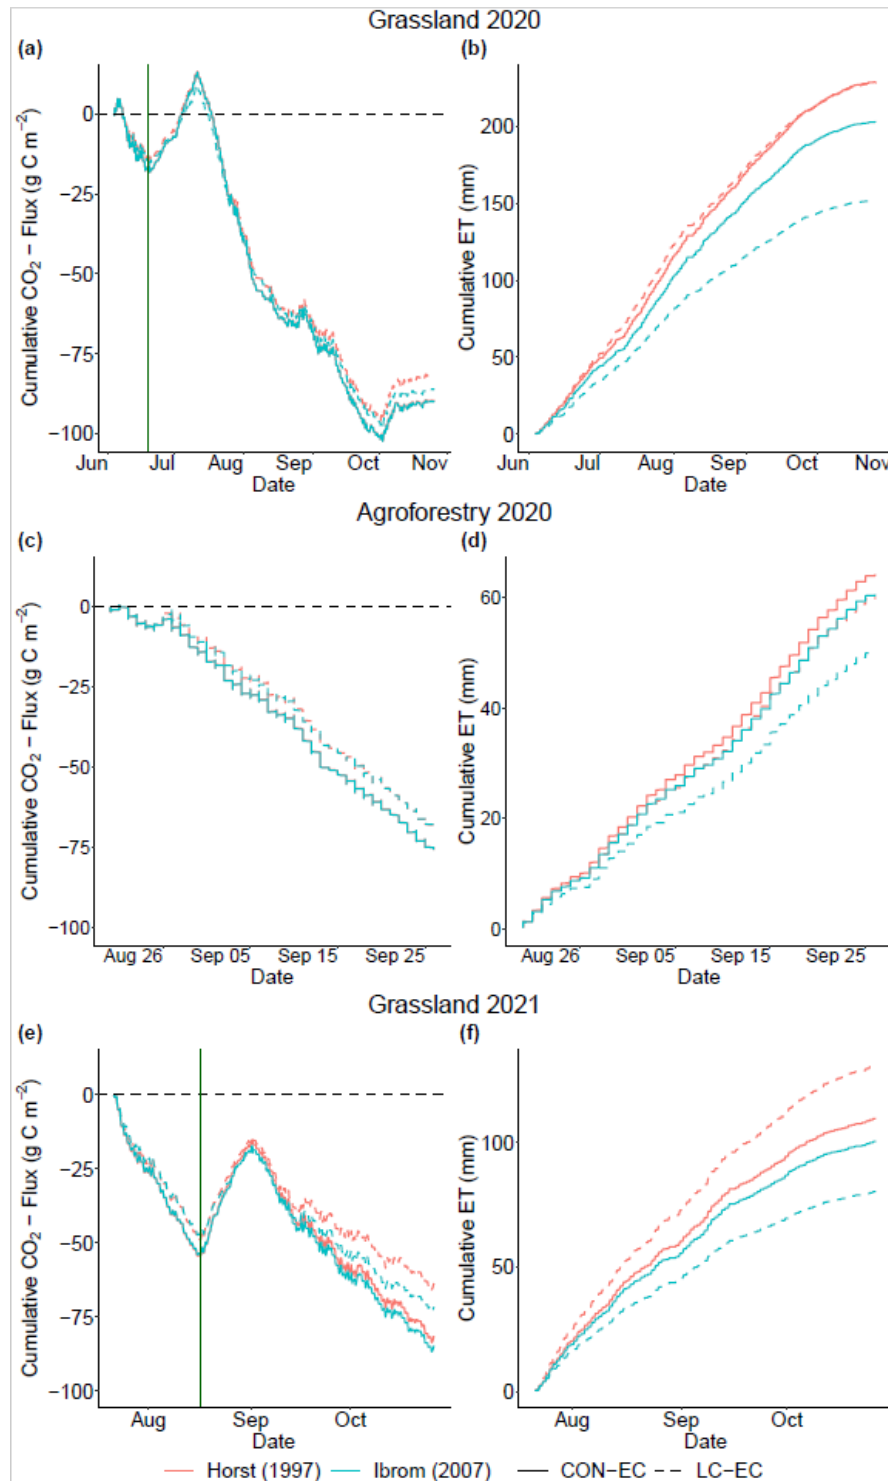 Grassland 2020
(a)
(b)
Cumulative CO₂ − Flux (g C m⁻²)
0
−25
−50
−75
−100
Jun Jul Aug Sep Oct Nov
Date
Cumulative ET (mm)
200
150
100
50
0
Jun Jul Aug Sep Oct Nov
Date
Agroforestry 2020
(c)
(d)
Cumulative CO₂ − Flux (g C m⁻²)
0
−25
−50
−75
−100
Aug 26 Sep 05 Sep 15 Sep 25
Date
Cumulative ET (mm)
60
40
20
0
Aug 26 Sep 05 Sep 15 Sep 25
Date
Grassland 2021
(e)
(f)
Cumulative CO₂ − Flux (g C m⁻²)
0
−25
−50
−75
−100
Aug Sep Oct
Date
Cumulative ET (mm)
100
50
0
Aug Sep Oct
Date
Horst (1997) Ibrom (2007) CON−EC LC−EC